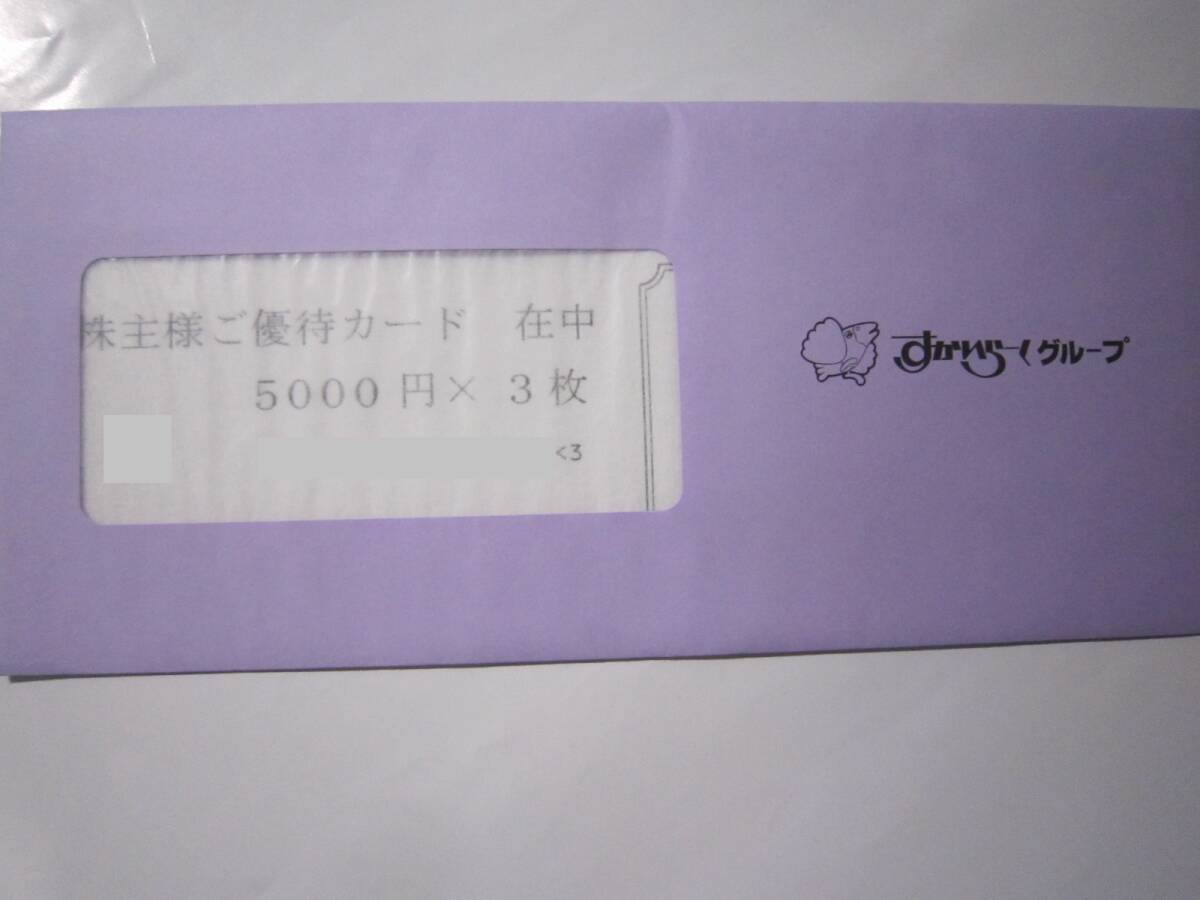 株主様ご優待カード 在中
5000円× 3枚
<3
すかいらーくグループ